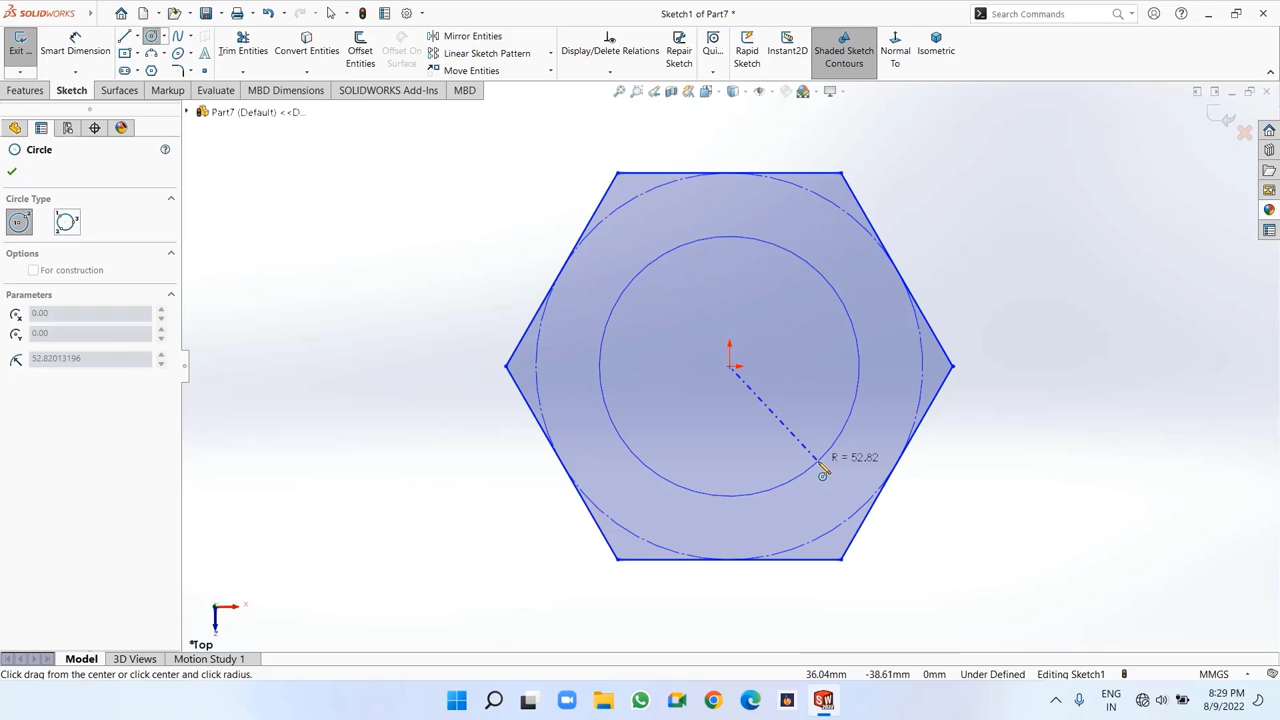 SOLIDWORKS
Sketch1 of Part7 *
Search Commands
Exit ...
Smart Dimension
Trim Entities
Convert Entities
Offset Entities
Offset On Surface
Mirror Entities
Linear Sketch Pattern
Move Entities
Display/Delete Relations
Repair Sketch
Qui...
Rapid Sketch
Instant2D
Shaded Sketch Contours
Normal To
Isometric
Features
Sketch
Surfaces
Markup
Evaluate
MBD Dimensions
SOLIDWORKS Add-Ins
MBD
Part7 (Default) <<D...
Circle
Circle Type
Options
For construction
Parameters
0.00
0.00
52.82013196
R = 52.82
x
z
*Top
Model
3D Views
Motion Study 1
Click drag from the center or click center and click radius.
36.04mm
-38.61mm
0mm
Under Defined
Editing Sketch1
MMGS
ENG
IN
8:29 PM
8/9/2022